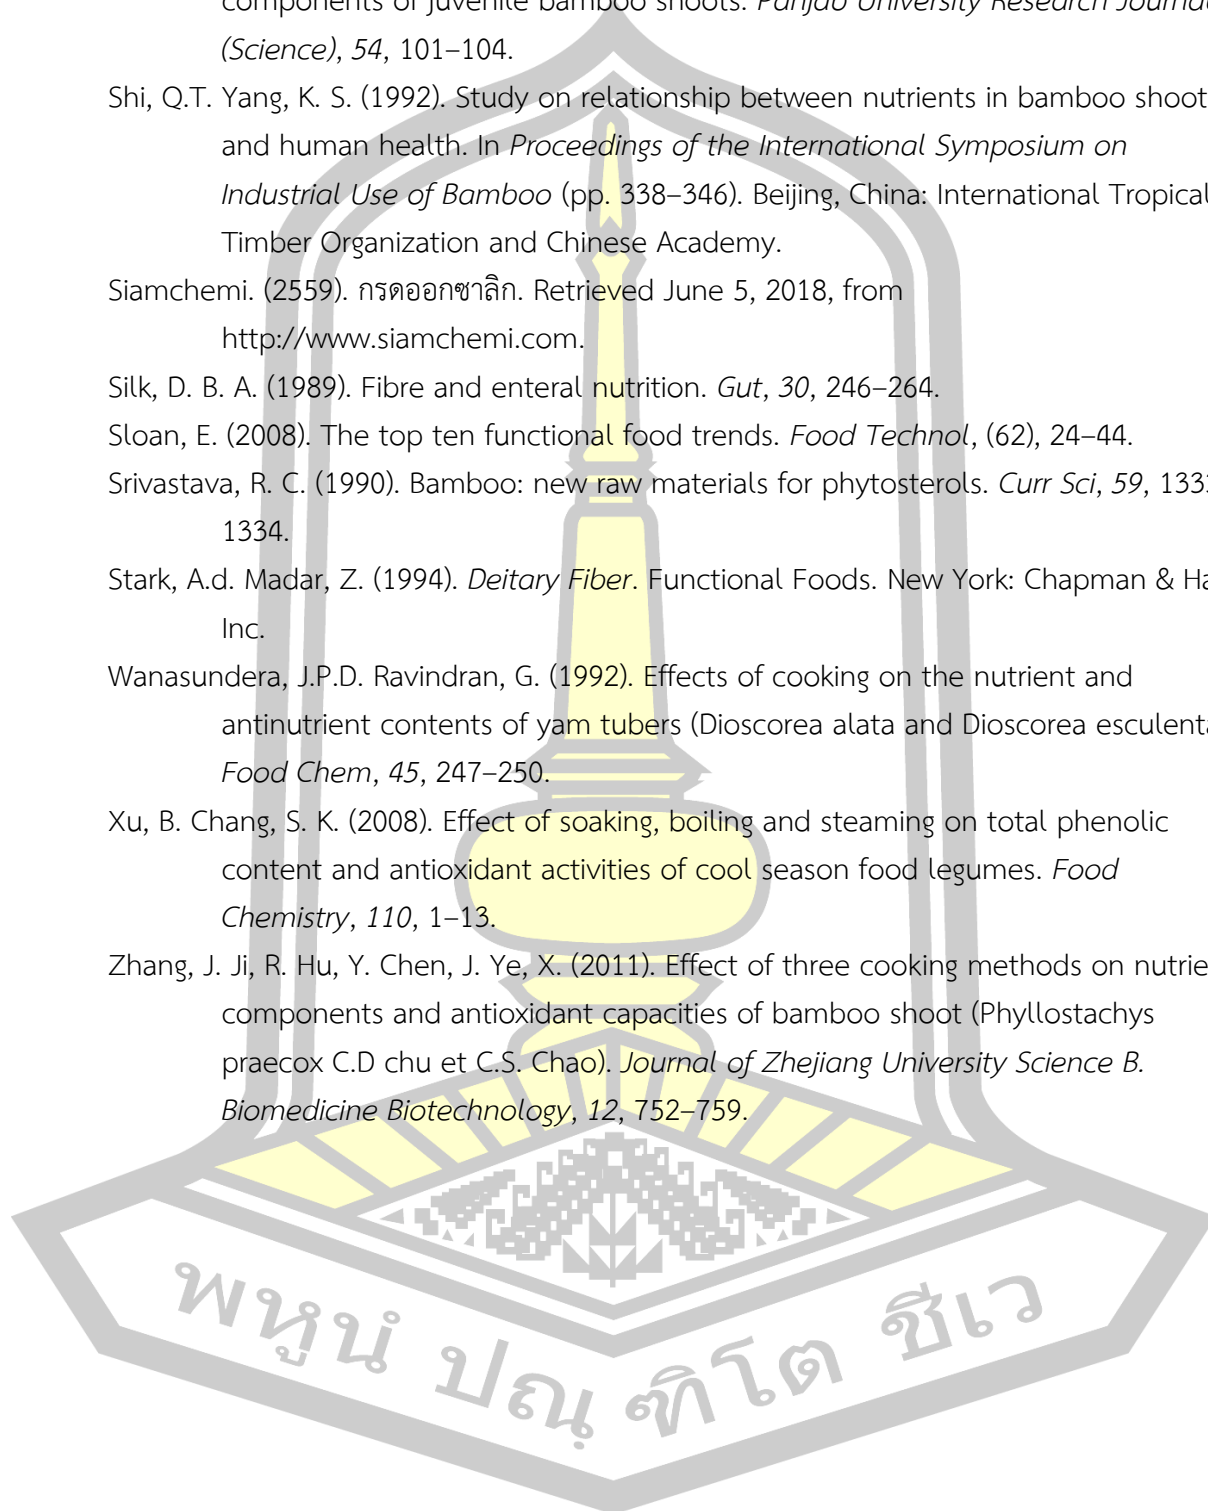 components of juvenile bamboo shoots. Panjab University Research Journal
(Science), 54, 101–104.
Shi, Q.T. Yang, K. S. (1992). Study on relationship between nutrients in bamboo shoot
and human health. In Proceedings of the International Symposium on
Industrial Use of Bamboo (pp. 338–346). Beijing, China: International Tropical
Timber Organization and Chinese Academy.
Siamchemi. (2559). กรดออกซาลิก. Retrieved June 5, 2018, from
http://www.siamchemi.com.
Silk, D. B. A. (1989). Fibre and enteral nutrition. Gut, 30, 246–264.
Sloan, E. (2008). The top ten functional food trends. Food Technol, (62), 24–44.
Srivastava, R. C. (1990). Bamboo: new raw materials for phytosterols. Curr Sci, 59, 1333
1334.
Stark, A.d. Madar, Z. (1994). Deitary Fiber. Functional Foods. New York: Chapman & Ha
Inc.
Wanasundera, J.P.D. Ravindran, G. (1992). Effects of cooking on the nutrient and
antinutrient contents of yam tubers (Dioscorea alata and Dioscorea esculenta
Food Chem, 45, 247–250.
Xu, B. Chang, S. K. (2008). Effect of soaking, boiling and steaming on total phenolic
content and antioxidant activities of cool season food legumes. Food
Chemistry, 110, 1–13.
Zhang, J. Ji, R. Hu, Y. Chen, J. Ye, X. (2011). Effect of three cooking methods on nutrie
components and antioxidant capacities of bamboo shoot (Phyllostachys
praecox C.D chu et C.S. Chao). Journal of Zhejiang University Science B.
Biomedicine Biotechnology, 12, 752–759.
พหูนํ ปณฺฑิโต ชีเว